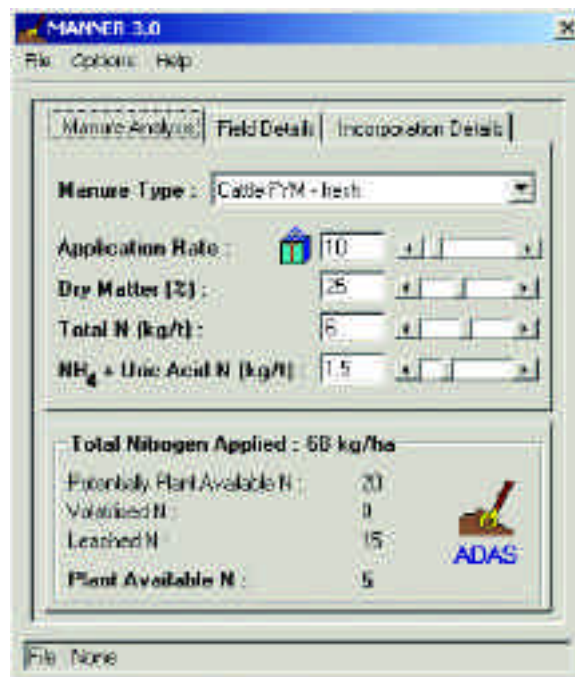 MANNER 3.0
File Options Help
Manure Analysis Field Details Incorporation Details
Manure Type : Cattle FYM - fresh
Application Rate : 10
Dry Matter (%) : 25
Total N (kg/t) : 6
NH4 + Uric Acid N (kg/t) : 1.5
Total Nitrogen Applied : 60 kg/ha
Potentially Plant Available N : 20
Volatilised N : 0
Leached N : 15
ADAS
Plant Available N : 5
File None